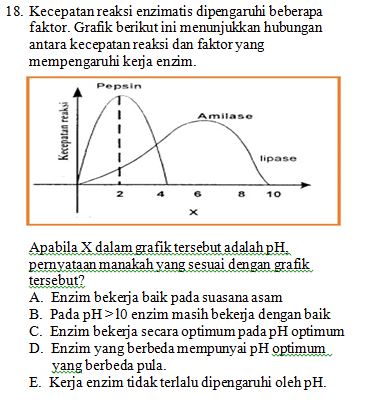 18. Kecepatan reaksi enzimatis dipengaruhi beberapa
faktor. Grafik berikut ini menunjukkan hubungan
antara kecepatan reaksi dan faktor yang
mempengaruhi kerja enzim.
Pepsin
Kecepatan reaksi
Amilase
lipase
2 4 6 8 10
X
Apabila X dalam grafik tersebut adalah pH,
pernyataan manakah yang sesuai dengan grafik
tersebut?
A. Enzim bekerja baik pada suasana asam
B. Pada pH >10 enzim masih bekerja dengan baik
C. Enzim bekerja secara optimum pada pH optimum
D. Enzim yang berbeda mempunyai pH optimum
yang berbeda pula.
E. Kerja enzim tidak terlalu dipengaruhi oleh pH.